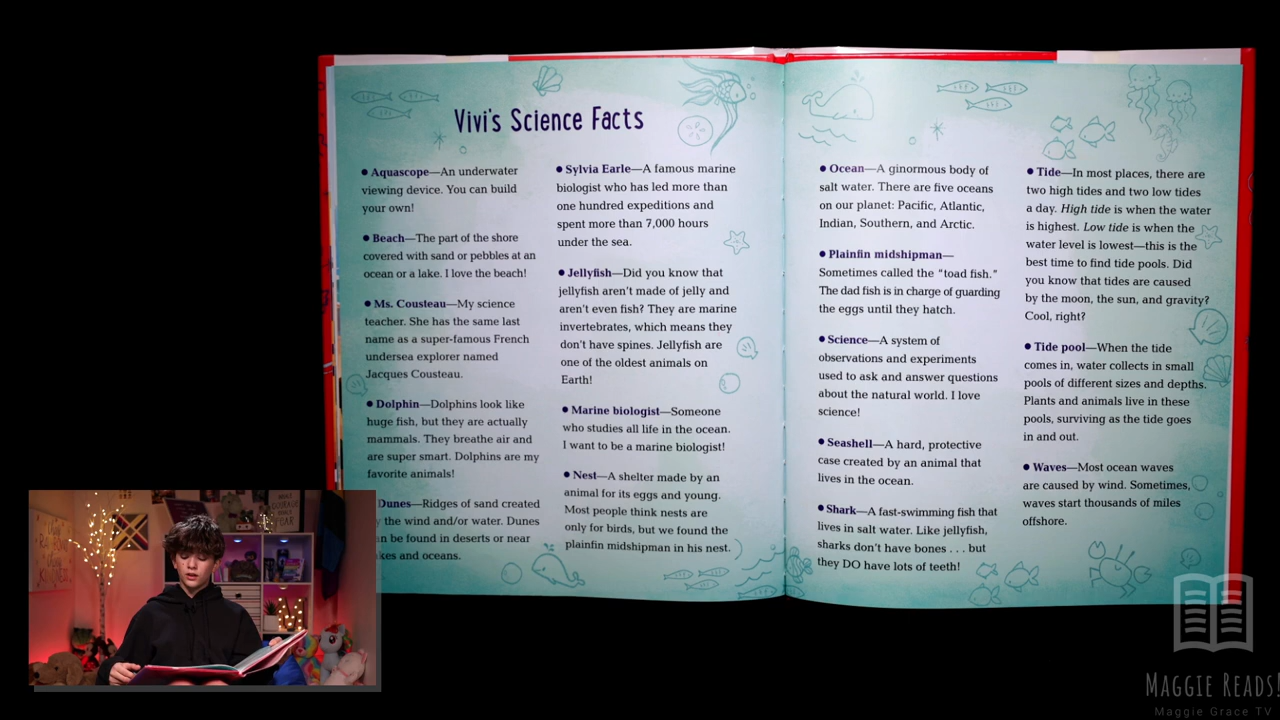 Vivi's Science Facts
• Aquascope—An underwater
viewing device. You can build
your own!
• Beach—The part of the shore
covered with sand or pebbles at an
ocean or a lake. I love the beach!
• Ms. Cousteau—My science
teacher. She has the same last
name as a super-famous French
undersea explorer named
Jacques Cousteau.
• Dolphin—Dolphins look like
huge fish, but they are actually
mammals. They breathe air and
are super smart. Dolphins are my
favorite animals!
Dunes—Ridges of sand created
the wind and/or water. Dunes
be found in deserts or near
and oceans.
• Sylvia Earle—A famous marine
biologist who has led more than
one hundred expeditions and
spent more than 7,000 hours
under the sea.
• Jellyfish—Did you know that
jellyfish aren't made of jelly and
aren't even fish? They are marine
invertebrates, which means they
don't have spines. Jellyfish are
one of the oldest animals on
Earth!
• Marine biologist—Someone
who studies all life in the ocean.
I want to be a marine biologist!
• Nest—A shelter made by an
animal for its eggs and young.
Most people think nests are
only for birds, but we found the
plainfin midshipman in his nest.
• Ocean—A ginormous body of
salt water. There are five oceans
on our planet: Pacific, Atlantic,
Indian, Southern, and Arctic.
• Plainfin midshipman—
Sometimes called the "toad fish."
The dad fish is in charge of guarding
the eggs until they hatch.
• Science—A system of
observations and experiments
used to ask and answer questions
about the natural world. I love
science!
• Seashell—A hard, protective
case created by an animal that
lives in the ocean.
• Shark—A fast-swimming fish that
lives in salt water. Like jellyfish,
sharks don't have bones . . . but
they DO have lots of teeth!
• Tide—In most places, there are
two high tides and two low tides
a day. High tide is when the water
is highest. Low tide is when the
water level is lowest—this is the
best time to find tide pools. Did
you know that tides are caused
by the moon, the sun, and gravity?
Cool, right?
• Tide pool—When the tide
comes in, water collects in small
pools of different sizes and depths.
Plants and animals live in these
pools, surviving as the tide goes
in and out.
• Waves—Most ocean waves
are caused by wind. Sometimes,
waves start thousands of miles
offshore.
COURAGE
FEAR
Maggie Reads!
Maggie Grace TV